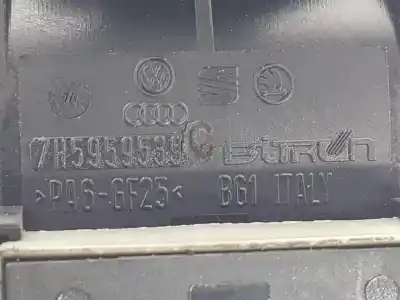 7H5959539C Bitron
>PA6-GF25< BG1 ITALY